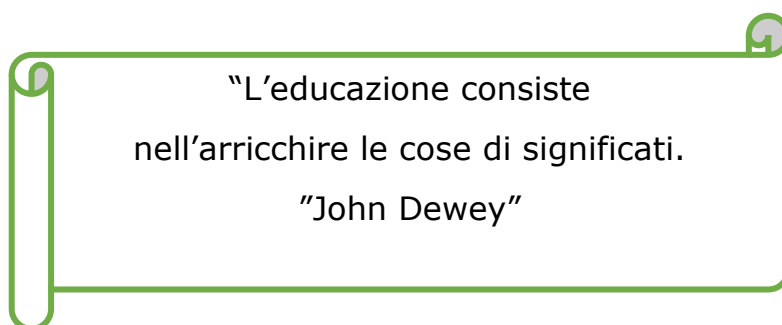 “L’educazione consiste
nell’arricchire le cose di significati.
”John Dewey”